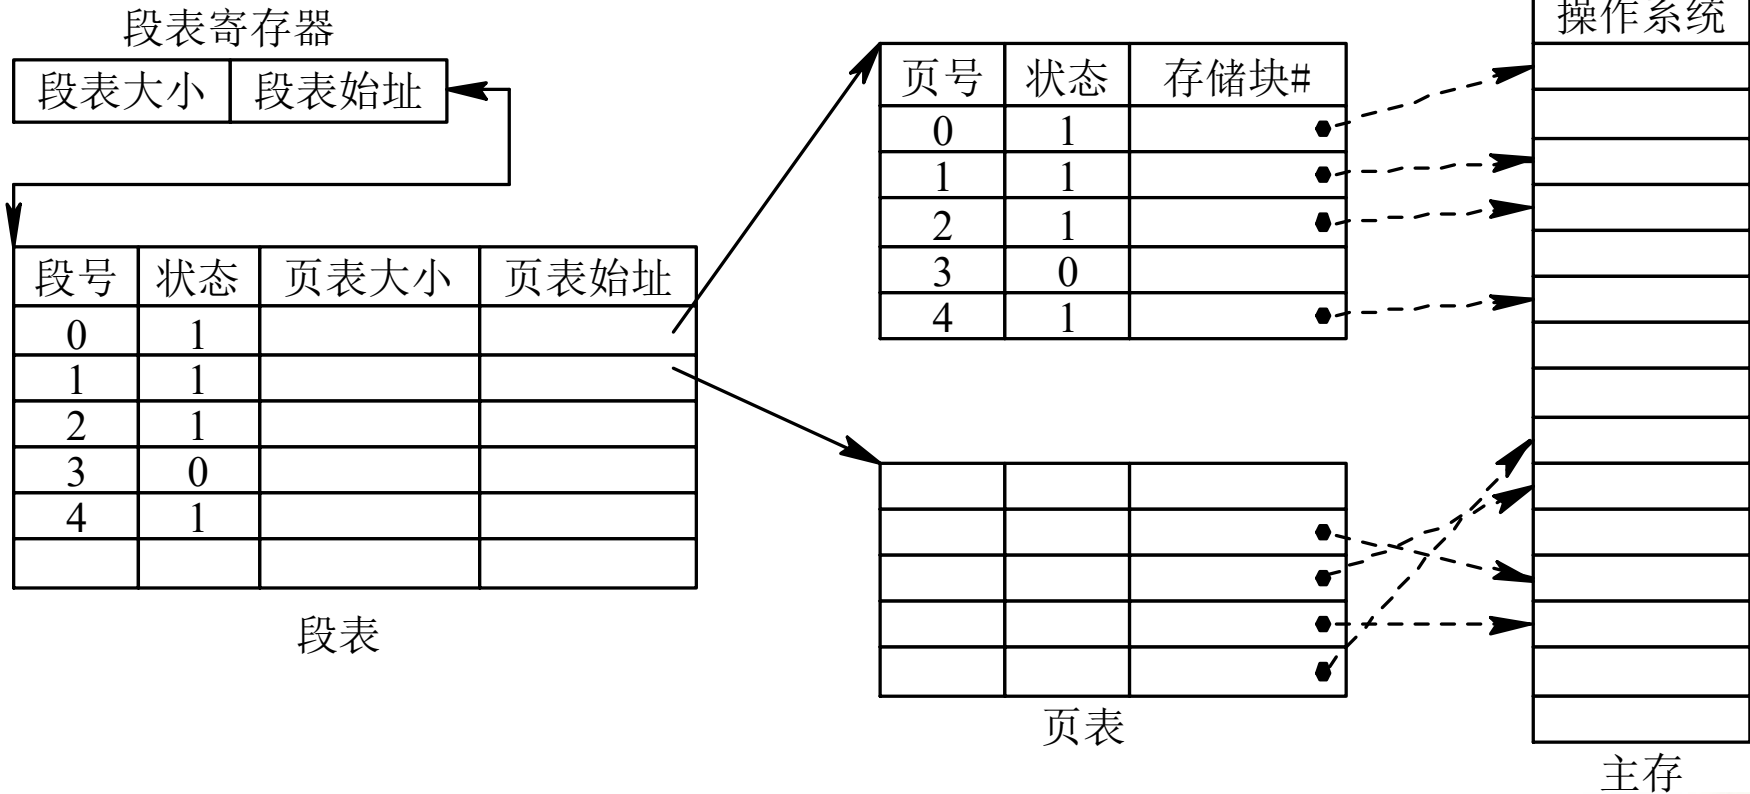 段表寄存器
段表大小 段表始址
段号 状态 页表大小 页表始址
0 1
1 1
2 1
3 0
4 1
段表
页号 状态 存储块#
0 1
1 1
2 1
3 0
4 1
页表
操作系统
主存